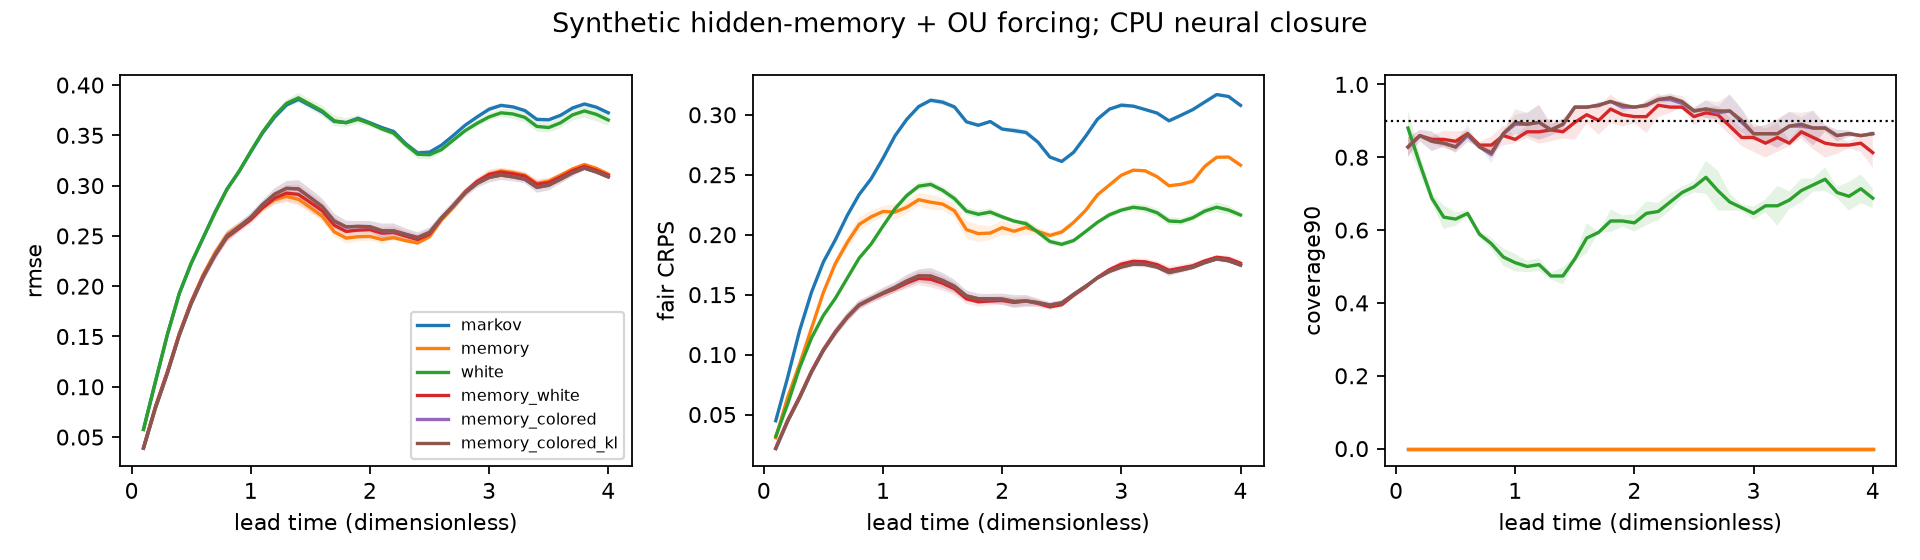 Synthetic hidden-memory + OU forcing; CPU neural closure
rmse
0.40
0.35
0.30
0.25
0.20
0.15
0.10
0.05
0 1 2 3 4
lead time (dimensionless)
markov
memory
white
memory_white
memory_colored
memory_colored_kl
fair CRPS
0.30
0.25
0.20
0.15
0.10
0.05
0 1 2 3 4
lead time (dimensionless)
coverage90
1.0
0.8
0.6
0.4
0.2
0.0
0 1 2 3 4
lead time (dimensionless)